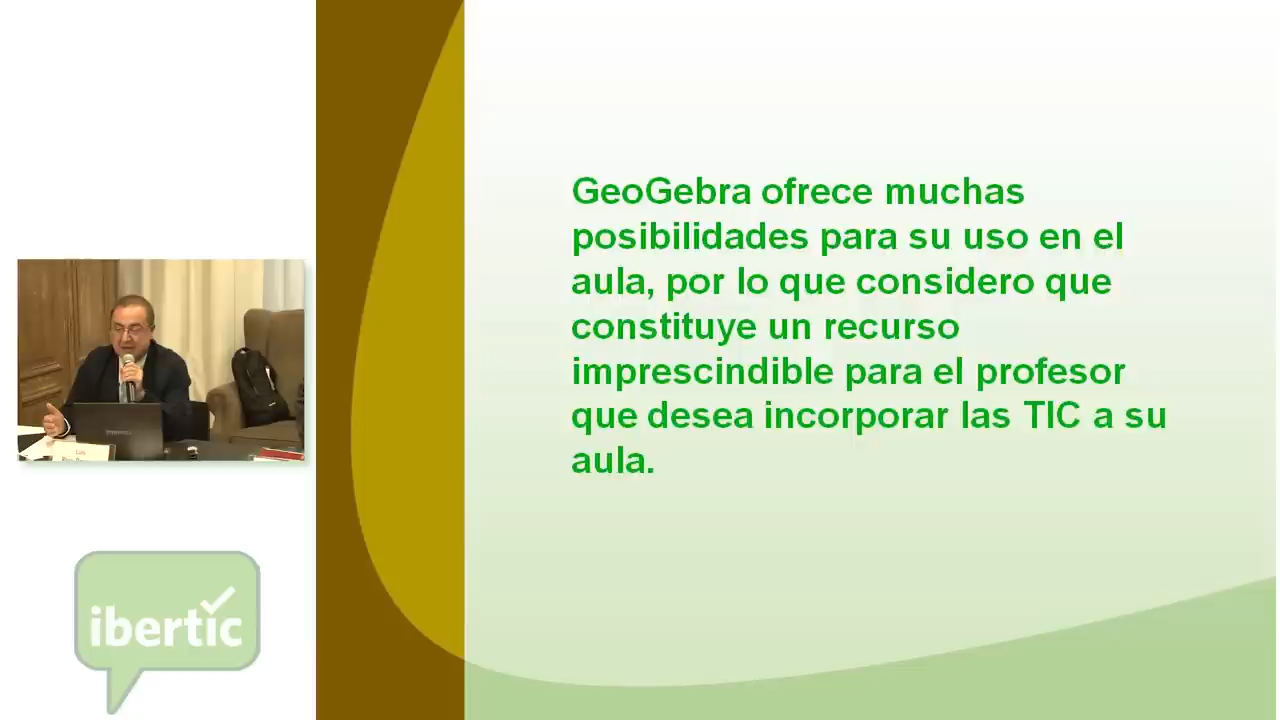 GeoGebra ofrece muchas
posibilidades para su uso en el
aula, por lo que considero que
constituye un recurso
imprescindible para el profesor
que desea incorporar las TIC a su
aula.
ibertic